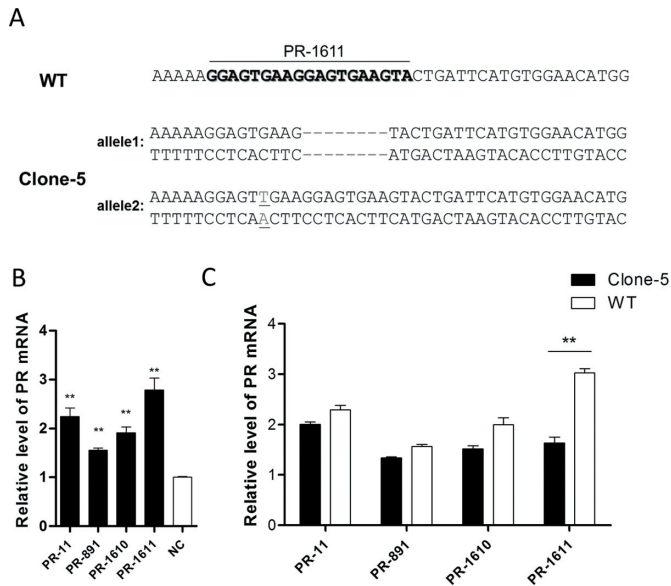 A
PR-1611
WT
AAAAAGGAGTGAAGGAGTGAAGTACTGATTCATGTGGAACATGG
allele1:
AAAAAGGAGTGAAG--------TACTGATTCATGTGGAACATGG
TTTTTCCTCACTTC--------ATGACTAAGTACACCTTGTACC
Clone-5
allele2:
AAAAAGGAGTTGAAGGAGTGAAGTACTGATTCATGTGGAACATG
TTTTTCCTCAACTTCCTCACTTCATGACTAAGTACACCTTGTAC
B
Relative level of PR mRNA
4
3
2
1
0
**
**
**
**
PR-11
PR-891
PR-1610
PR-1611
NC
C
Clone-5
WT
Relative level of PR mRNA
4
3
2
1
0
**
PR-11
PR-891
PR-1610
PR-1611